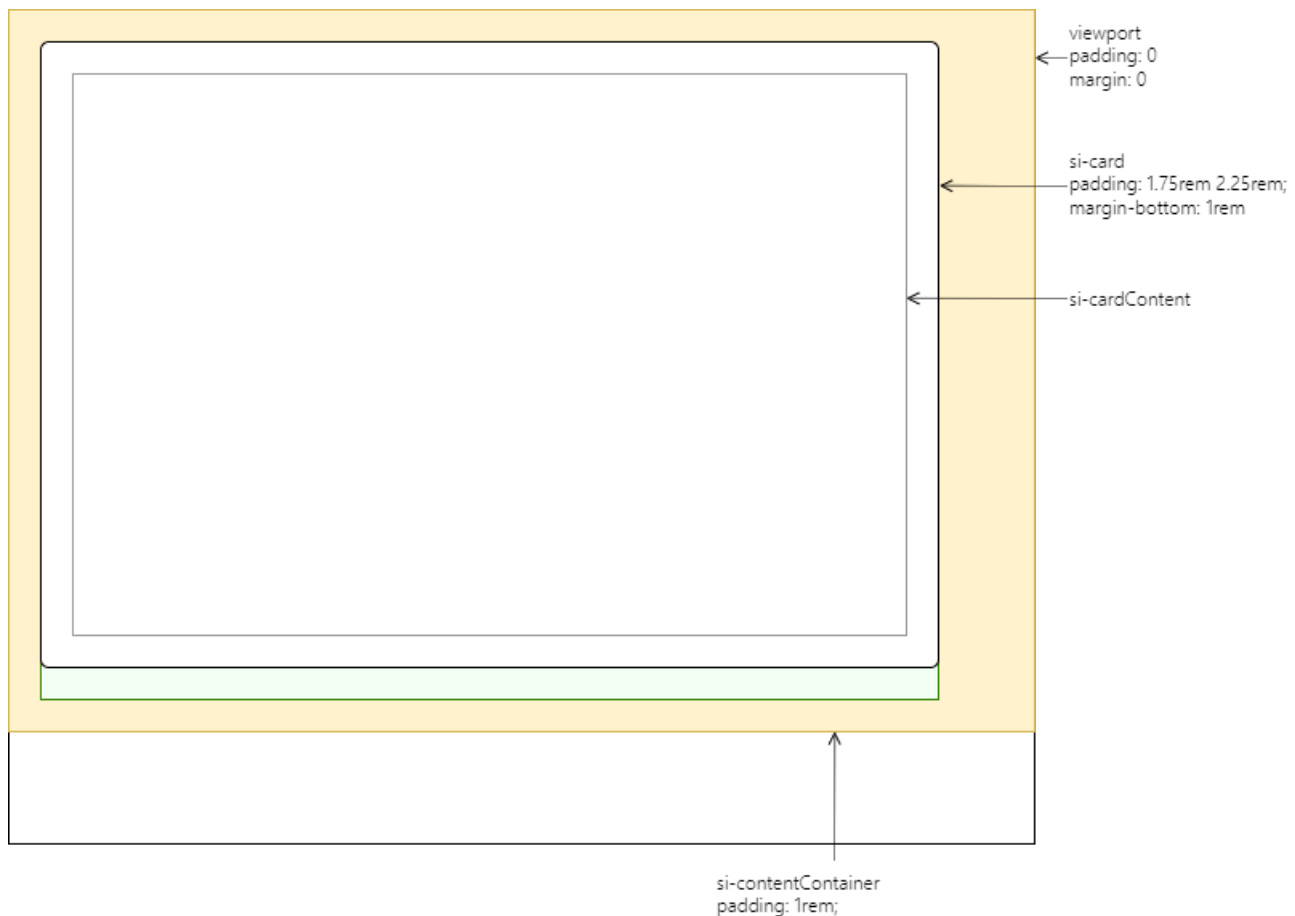 viewport
padding: 0
margin: 0
si-card
padding: 1.75rem 2.25rem;
margin-bottom: 1rem
si-cardContent
si-contentContainer
padding: 1rem;